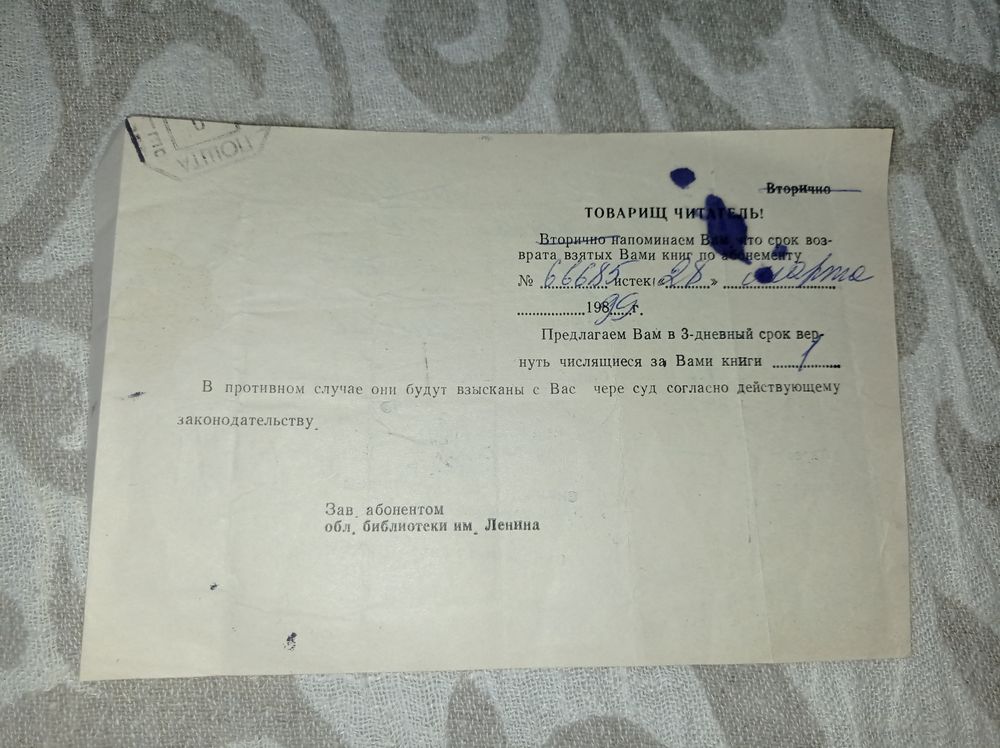 ПОШТА
Вторично
ТОВАРИЩ ЧИТАТЕЛЬ!
Вторично напоминаем Вам, что срок воз-
врата взятых Вами книг по абонементу
№ 66685 истек «28» марта
1989 г.
Предлагаем Вам в 3-дневный срок вер-
нуть числящиеся за Вами книги 1
В противном случае они будут взысканы с Вас чере суд согласно действующему
законодательству.
Зав. абонентом
обл. библиотеки им. Ленина